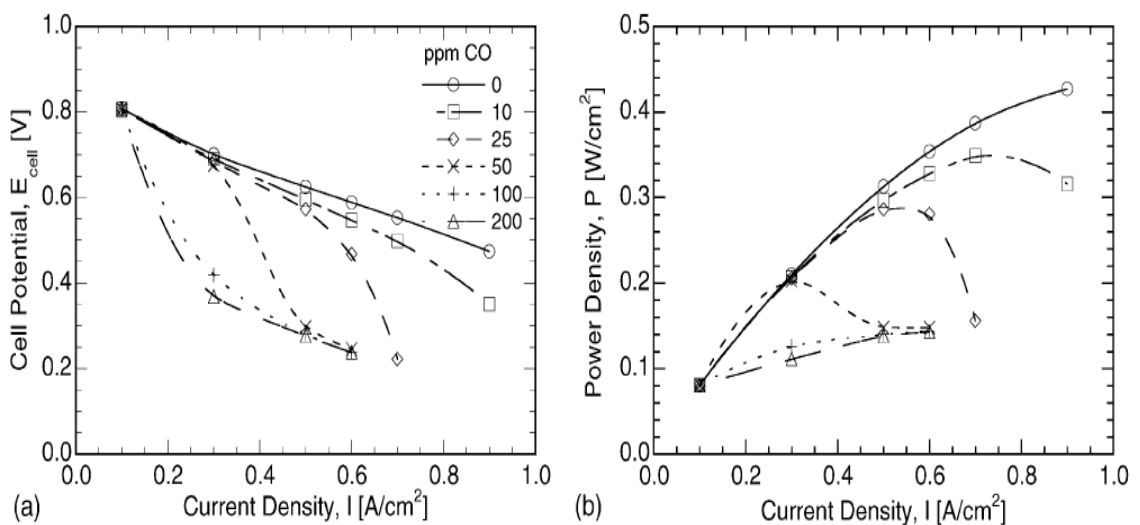 1.0
0.8
0.6
0.4
0.2
0.0
Cell Potential, E_cell [V]
ppm CO
0
10
25
50
100
200
0.0 0.2 0.4 0.6 0.8 1.0
Current Density, I [A/cm²]
(a)
0.5
0.4
0.3
0.2
0.1
0.0
Power Density, P [W/cm²]
0.0 0.2 0.4 0.6 0.8 1.0
Current Density, I [A/cm²]
(b)